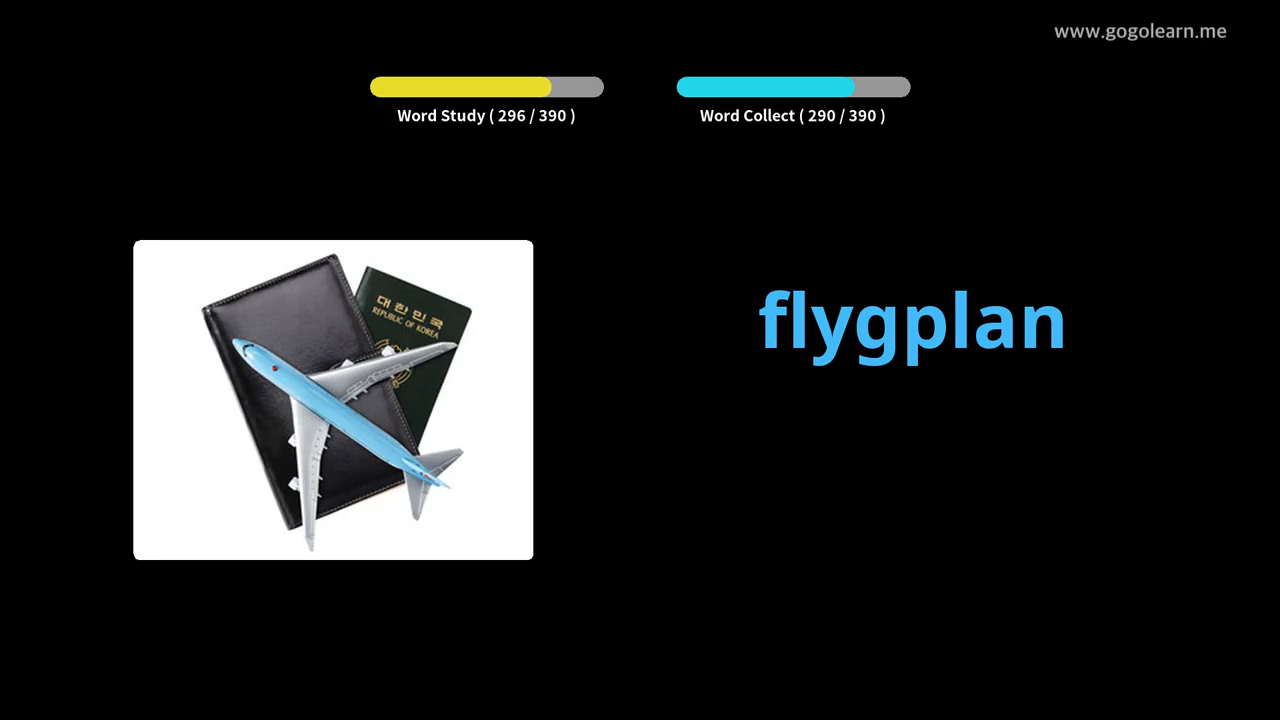 www.gogolearn.me
Word Study ( 296 / 390 )
Word Collect ( 290 / 390 )
대한민국
REPUBLIC OF KOREA
flygplan